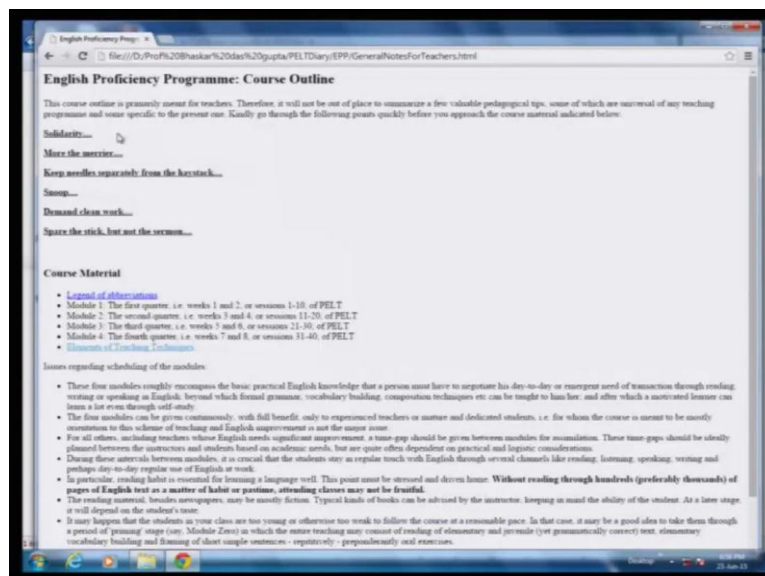 English Proficiency Progr
file:///D:/Prof%20Bhaskar%20das%20gupta/PELTDiary/EPP/GeneralNotesForTeachers.html
English Proficiency Programme: Course Outline
This course outline is primarily meant for teachers. Therefore, it will not be out of place to summarize a few valuable pedagogical tips, some of which are universal of any teaching
programme and some specific to the present one. Kindly go through the following points quickly before you approach the course material indicated below.
Solidarity....
More the merrier....
Keep needles separately from the haystack....
Snoop....
Demand clean work....
Spare the stick, but not the sermon....
Course Material
• Legend of abbreviations
• Module 1: The first quarter, i.e. weeks 1 and 2, or sessions 1-10, of PELT
• Module 2: The second quarter, i.e. weeks 3 and 4, or sessions 11-20, of PELT
• Module 3: The third quarter, i.e. weeks 5 and 6, or sessions 21-30, of PELT
• Module 4: The fourth quarter, i.e. weeks 7 and 8, or sessions 31-40, of PELT
• Elements of Teaching Techniques
Issues regarding scheduling of the modules:
• These four modules roughly encompass the basic practical English knowledge that a person must have to negotiate his day-to-day or emergent need of transaction through reading,
writing or speaking in English, beyond which formal grammar, vocabulary building, composition techniques etc can be taught to him/her; and after which a motivated learner can
learn a lot even through self-study.
• The four modules can be given continuously, with full benefit, only to experienced teachers or mature and dedicated students, i.e. for whom the course is meant to be mostly
orientation to this scheme of teaching and English improvement is not the major issue.
• For all others, including teachers whose English needs significant improvement, a time-gap should be given between modules for assimilation. These time-gaps should be ideally
planned between the instructors and students based on academic needs, but are quite often dependent on practical and logistic considerations.
• During these intervals between modules, it is crucial that the students stay in regular touch with English through several channels like reading, listening, speaking, writing and
perhaps day-to-day regular use of English at work.
• In particular, reading habit is essential for learning a language well. This point must be stressed and driven home. Without reading through hundreds (preferably thousands) of
pages of English text as a matter of habit or pastime, attending classes may not be fruitful.
• The reading material, besides newspapers, may be mostly fiction. Typical kinds of books can be advised by the instructor, keeping in mind the ability of the student. At a later stage,
it will depend on the student's taste.
• It may happen that the students in your class are too young or otherwise too weak to follow the course at a reasonable pace. In that case, it may be a good idea to take them through
a period of 'priming' stage (say, Module Zero) in which the entire teaching may consist of reading of elementary and juvenile (yet grammatically correct) text, elementary
vocabulary building and framing of short simple sentences - repetitively - preponderantly oral exercises.
Desktop